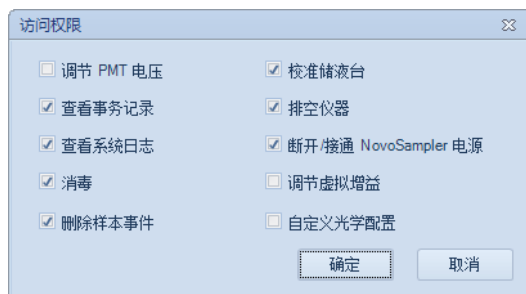 访问权限
调节 PMT 电压
校准储液台
查看事务记录
排空仪器
查看系统日志
断开/接通 NovoSampler 电源
消毒
调节虚拟增益
删除样本事件
自定义光学配置
确定
取消